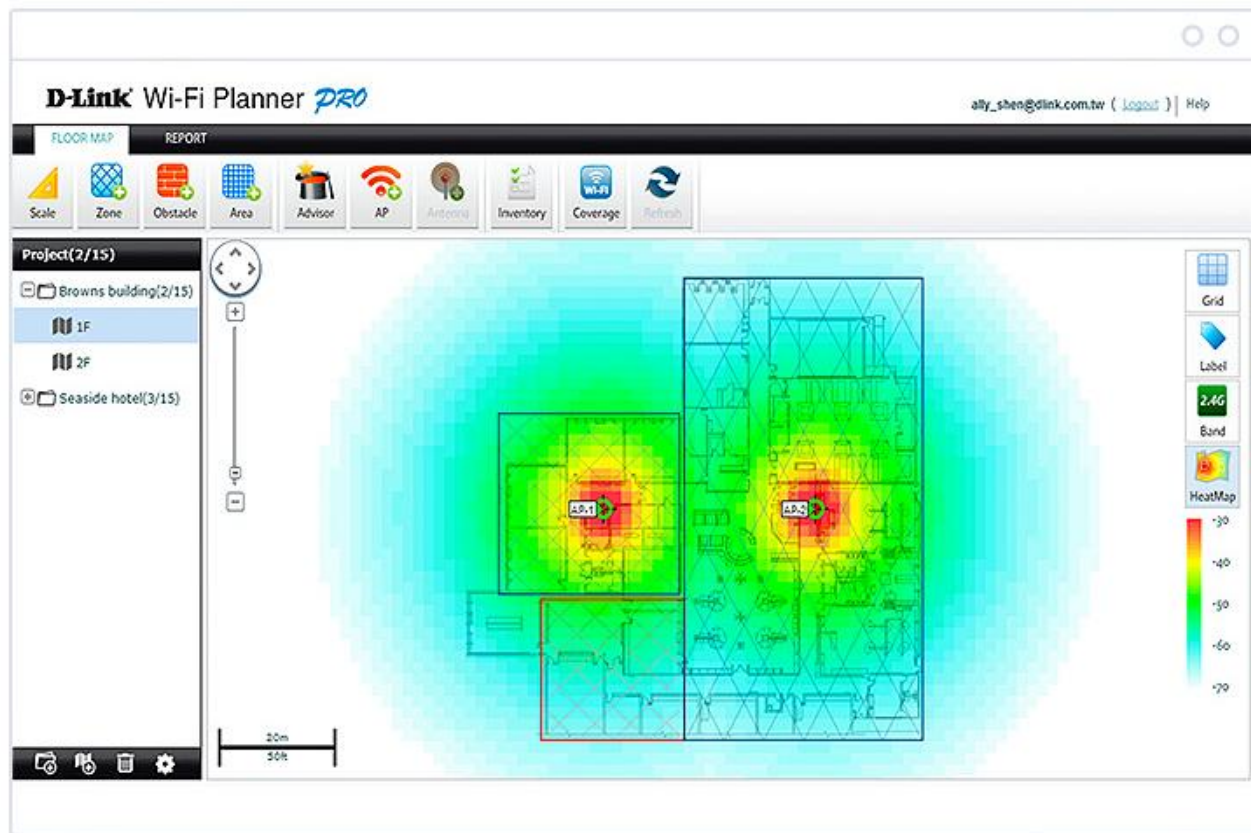 D-Link Wi-Fi Planner PRO
ally_shen@dlink.com.tw ( Logout ) | Help
FLOOR MAP REPORT
Scale Zone Obstacle Area Advisor AP Antenna Inventory Wi-Fi Coverage Refresh
Project(2/15)
Browns building(2/15)
1F
2F
Seaside hotel(3/15)
AP-1
AP-2
20m
50ft
Grid
Label
2.4G
Band
HeatMap
-30
-40
-50
-60
-70